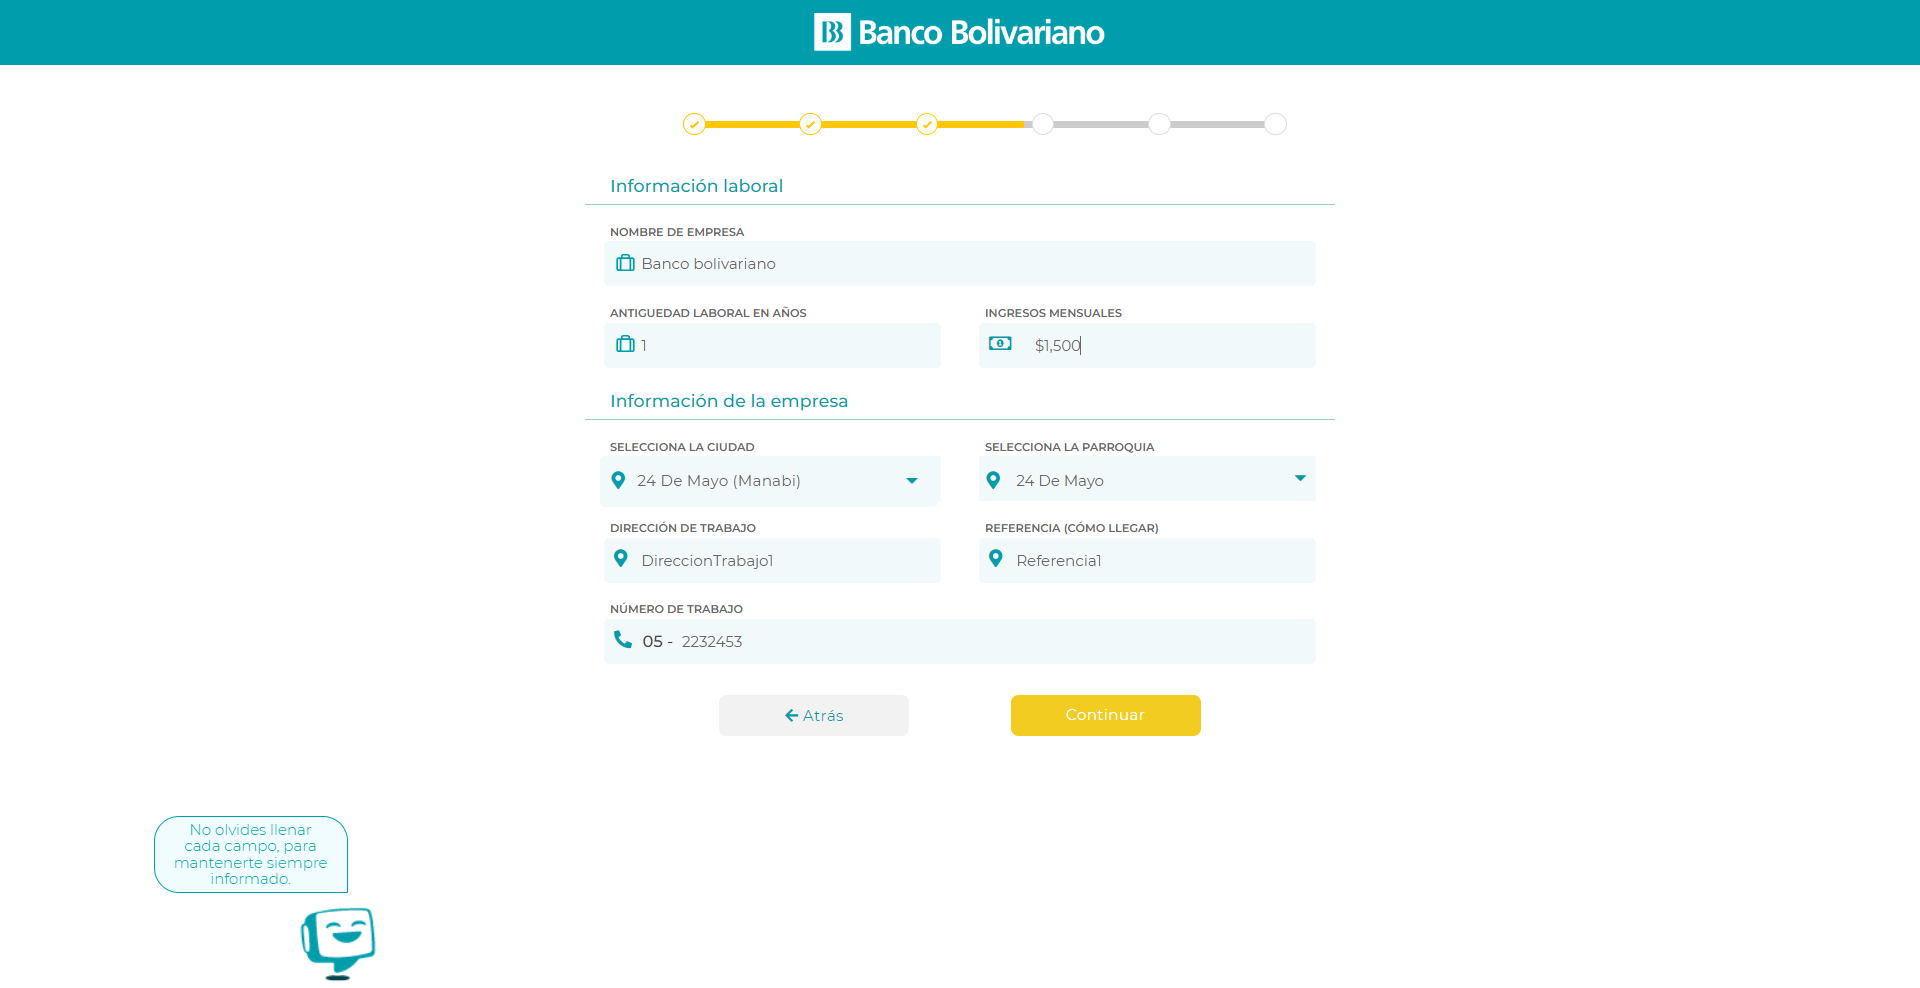 Banco Bolivariano
Información laboral
NOMBRE DE EMPRESA
Banco bolivariano
ANTIGUEDAD LABORAL EN AÑOS
INGRESOS MENSUALES
1
$1,500
Información de la empresa
SELECCIONA LA CIUDAD
SELECCIONA LA PARROQUIA
24 De Mayo (Manabi)
24 De Mayo
DIRECCIÓN DE TRABAJO
REFERENCIA (CÓMO LLEGAR)
DireccionTrabajo1
Referencia1
NÚMERO DE TRABAJO
05 - 2232453
Atrás
Continuar
No olvides llenar
cada campo, para
mantenerte siempre
informado.